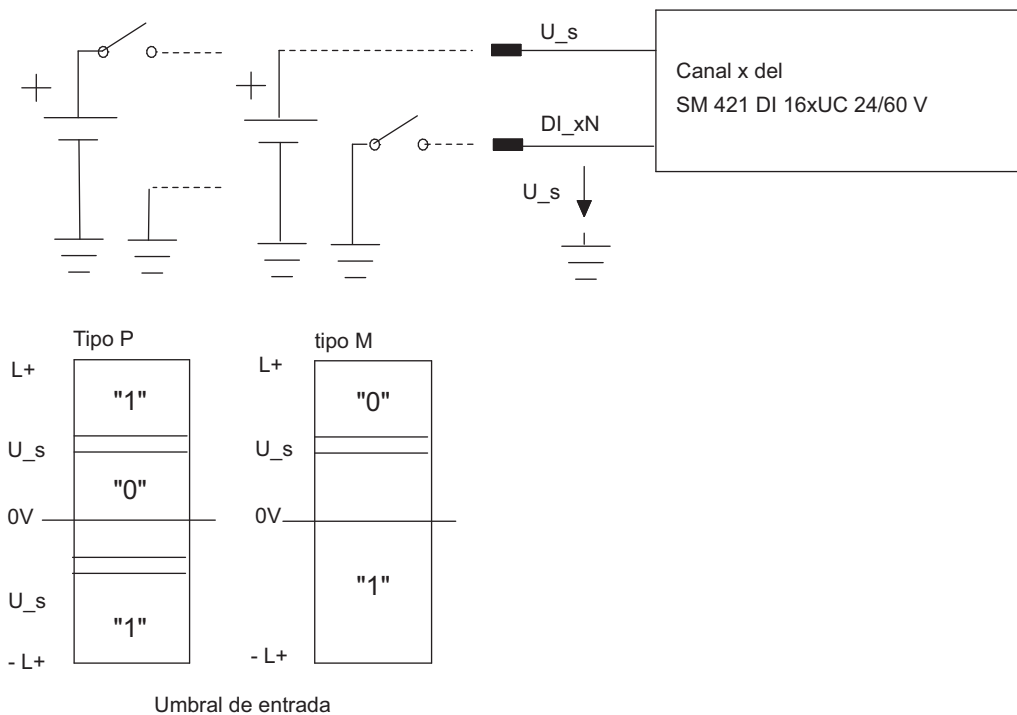 U_s
Canal x del
SM 421 DI 16xUC 24/60 V
+
+
DI_xN
U_s
Tipo P
tipo M
L+
"1"
U_s
"0"
0V
U_s
"1"
- L+
L+
"0"
U_s
0V
"1"
- L+
Umbral de entrada